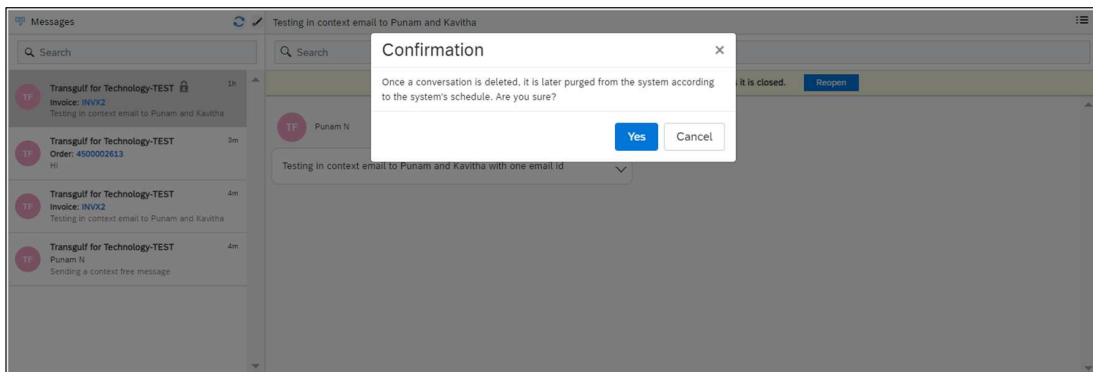 Messages
Search
Transgulf for Technology-TEST 1h
Invoice: INVX2
Testing in context email to Punam and Kavitha
Transgulf for Technology-TEST 3m
Order: 4500002613
Hi
Transgulf for Technology-TEST 4m
Invoice: INVX2
Testing in context email to Punam and Kavitha
Transgulf for Technology-TEST 4m
Punam N
Sending a context free message
TF
TF
TF
TF
Testing in context email to Punam and Kavitha
Search
it is closed. Reopen
TF Punam N
Testing in context email to Punam and Kavitha with one email id
Confirmation
Once a conversation is deleted, it is later purged from the system according
to the system's schedule. Are you sure?
Yes Cancel